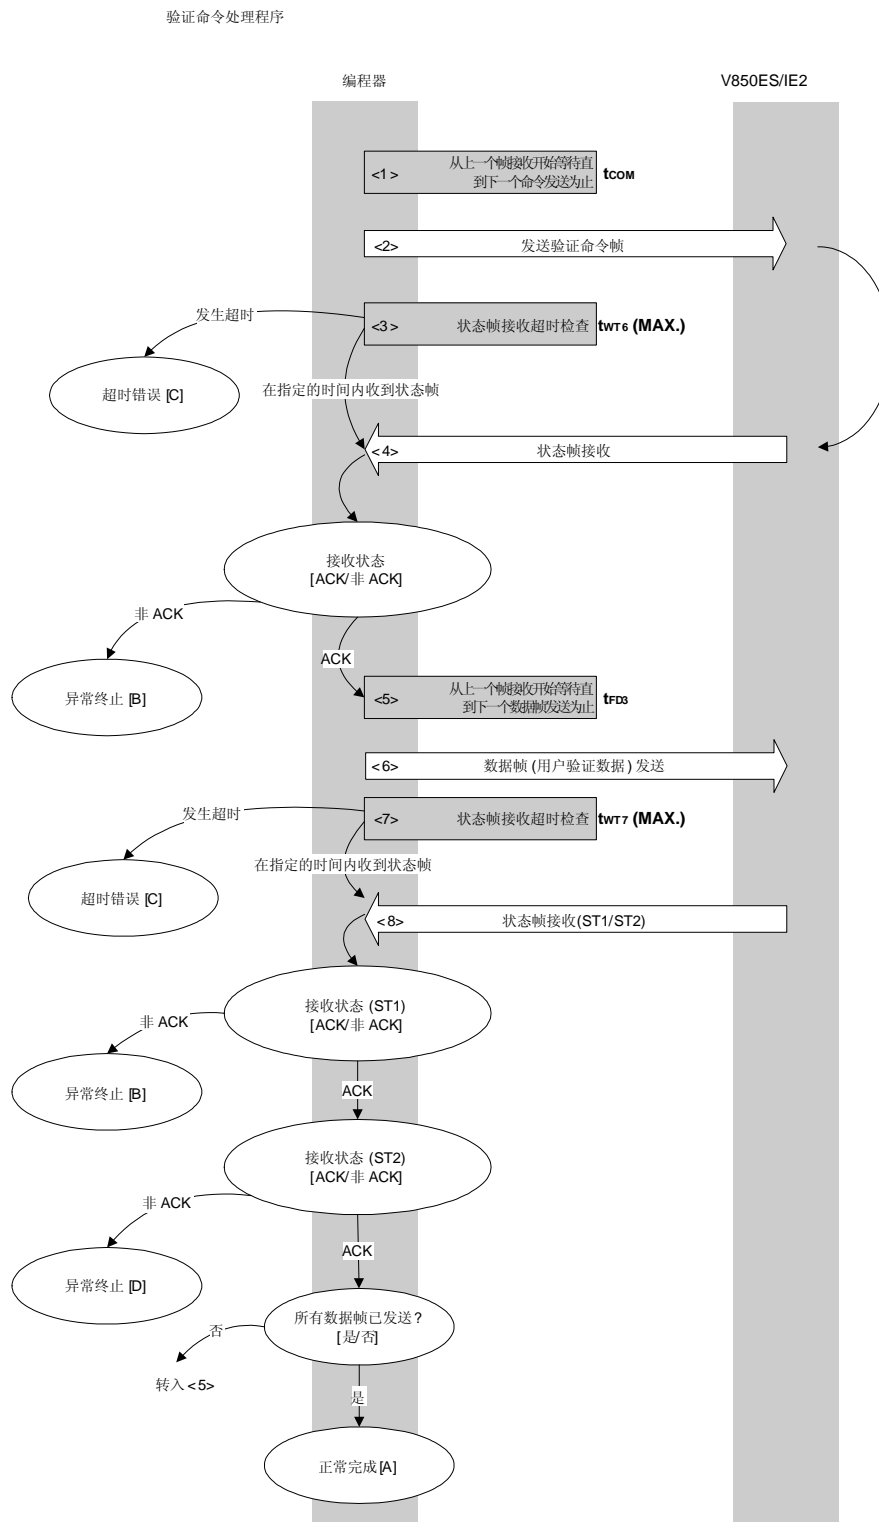 验证命令处理程序
编程器
V850ES/IE2
<1>
从上一个帧接收开始等待直
到下一个命令发送为止
tCOM
<2>
发送验证命令帧
发生超时
<3>
状态帧接收超时检查
tWT6 (MAX.)
超时错误 [C]
在指定的时间内收到状态帧
<4>
状态帧接收
接收状态
[ACK/非 ACK]
非 ACK
ACK
异常终止 [B]
<5>
从上一个帧接收开始等待直
到下一个数据帧发送为止
tFD3
<6>
数据帧 (用户验证数据) 发送
发生超时
<7>
状态帧接收超时检查
tWT7 (MAX.)
在指定的时间内收到状态帧
超时错误 [C]
<8>
状态帧接收(ST1/ST2)
接收状态 (ST1)
[ACK/非 ACK]
非 ACK
异常终止 [B]
ACK
接收状态 (ST2)
[ACK/非 ACK]
非 ACK
ACK
异常终止 [D]
所有数据帧已发送?
[是/否]
否
转入 <5>
是
正常完成 [A]